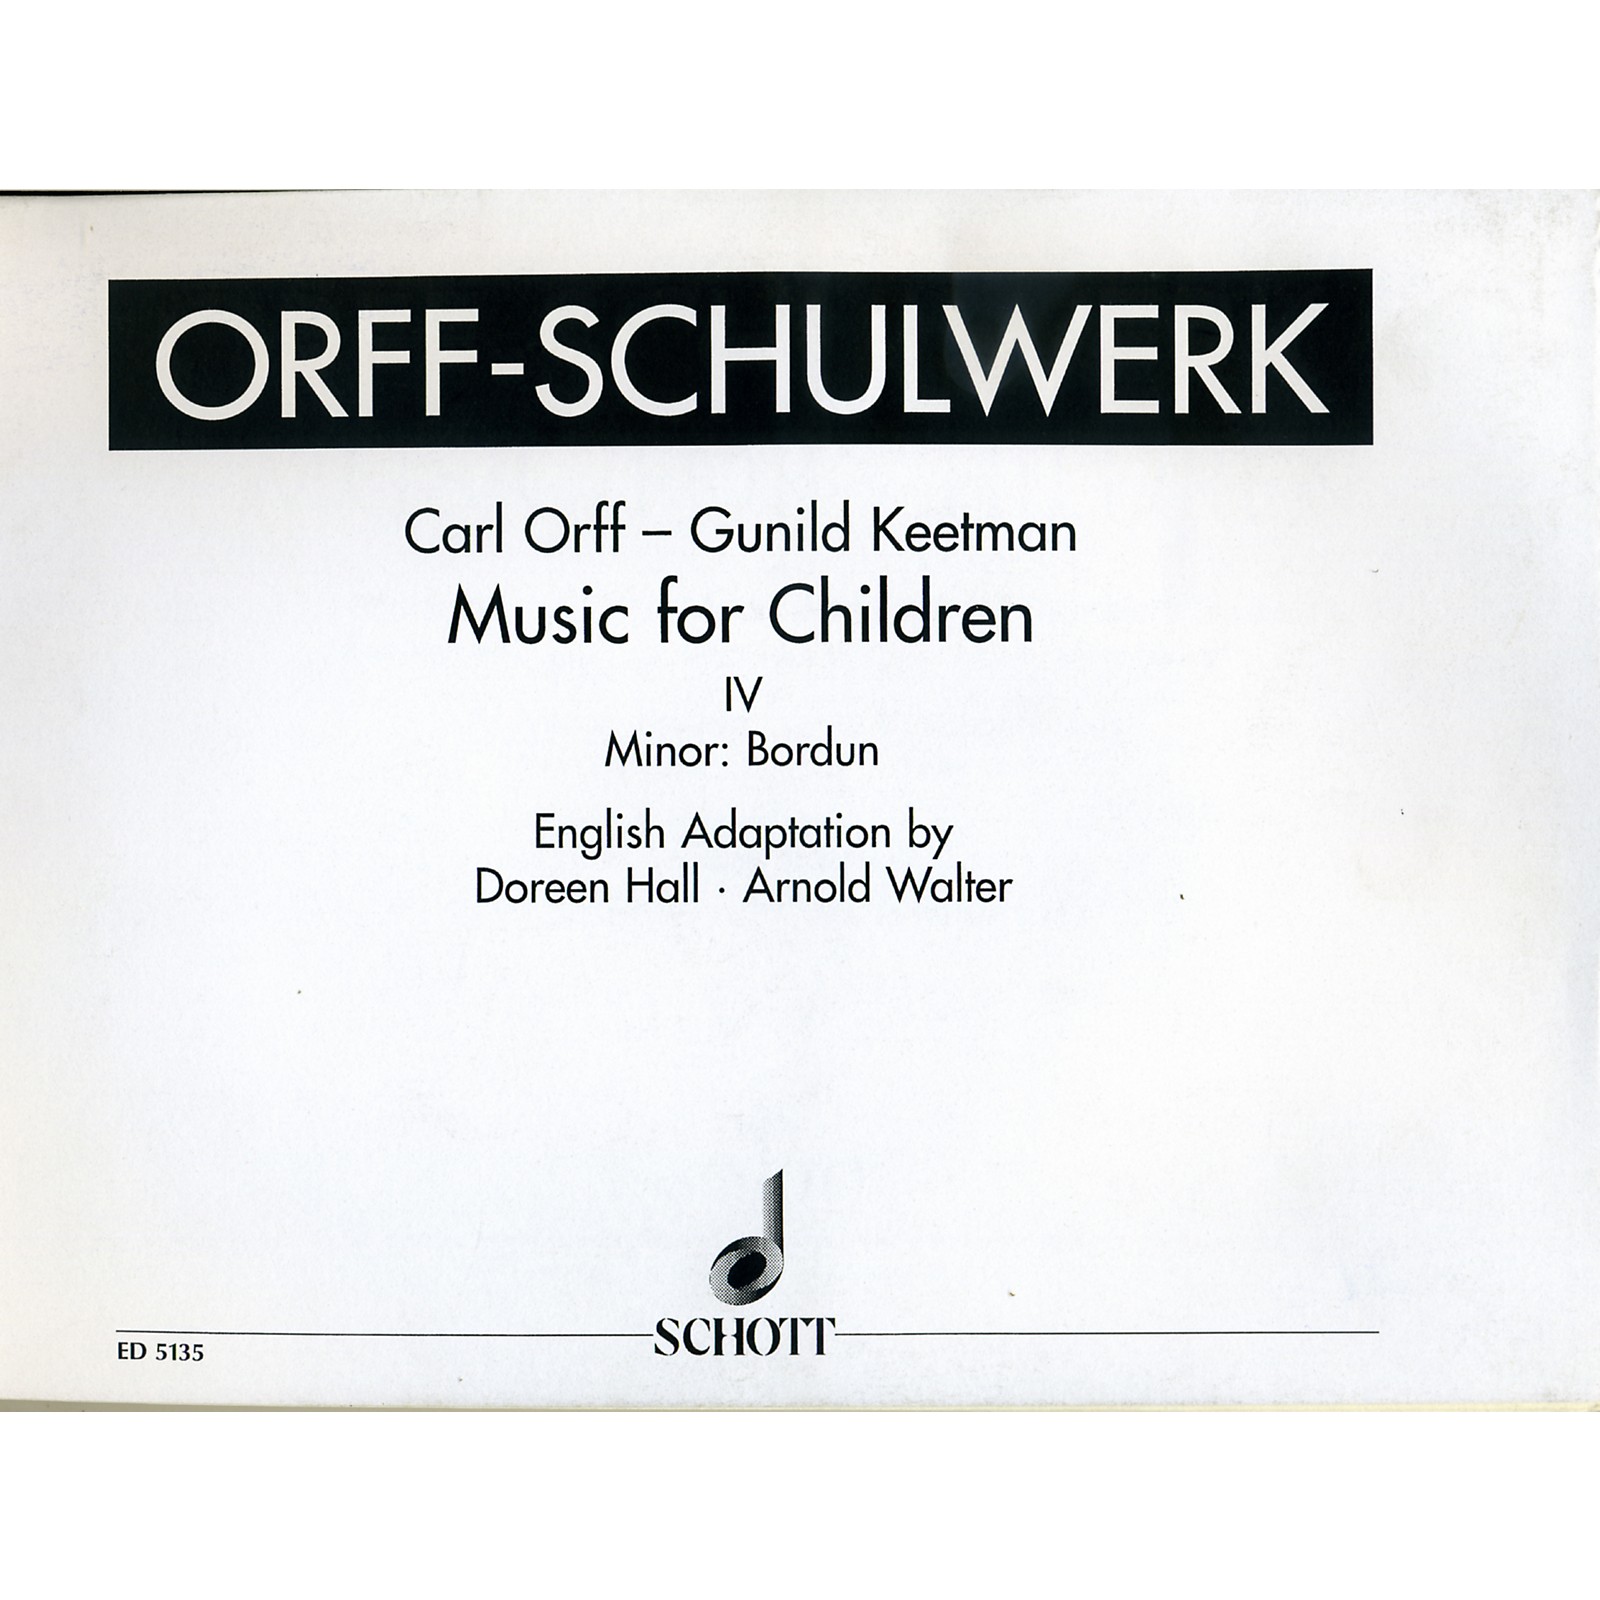 ORFF-SCHULWERK
Carl Orff – Gunild Keetman
Music for Children
IV
Minor: Bordun
English Adaptation by
Doreen Hall · Arnold Walter
SCHOTT
ED 5135